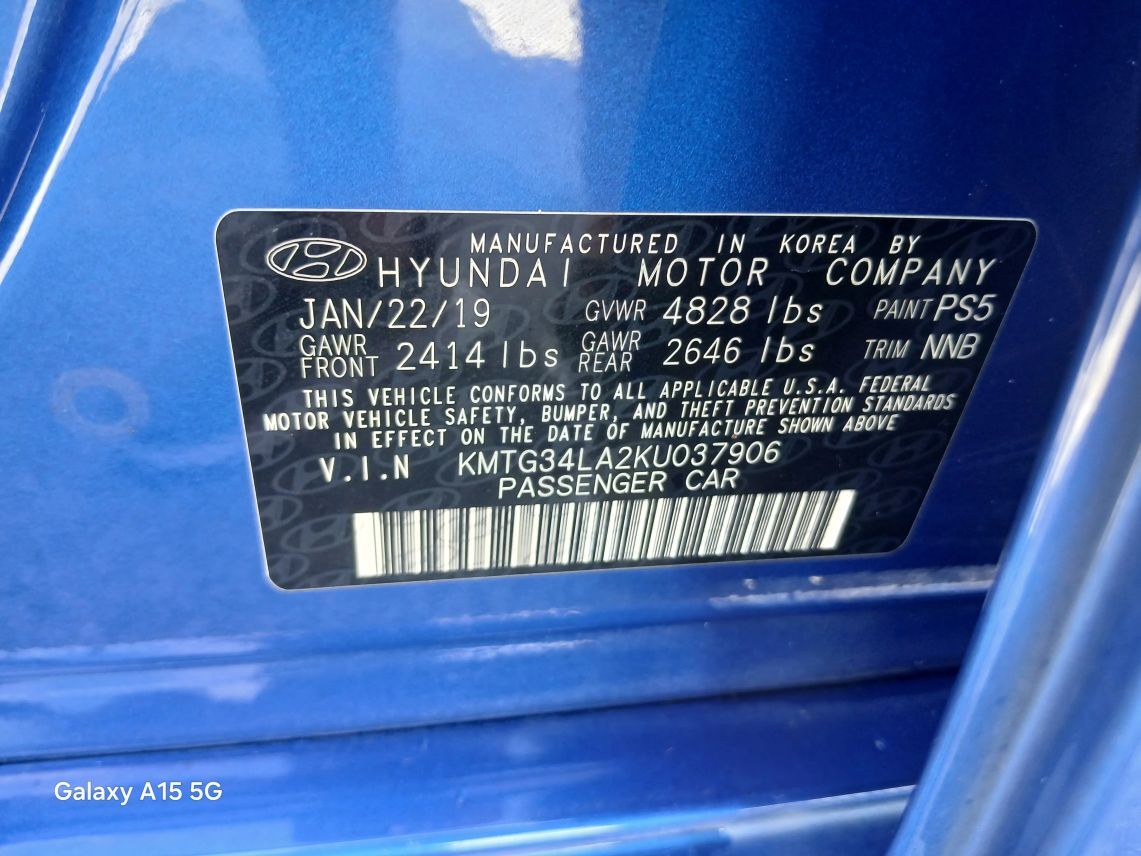 MANUFACTURED IN KOREA BY
HYUNDAI MOTOR COMPANY
JAN/22/19 GVWR 4828 lbs PAINT PS5
GAWR FRONT 2414 lbs GAWR REAR 2646 lbs TRIM NNB
THIS VEHICLE CONFORMS TO ALL APPLICABLE U.S.A. FEDERAL
MOTOR VEHICLE SAFETY, BUMPER, AND THEFT PREVENTION STANDARDS
IN EFFECT ON THE DATE OF MANUFACTURE SHOWN ABOVE
V.I.N KMTG34LA2KU037906
PASSENGER CAR
Galaxy A15 5G